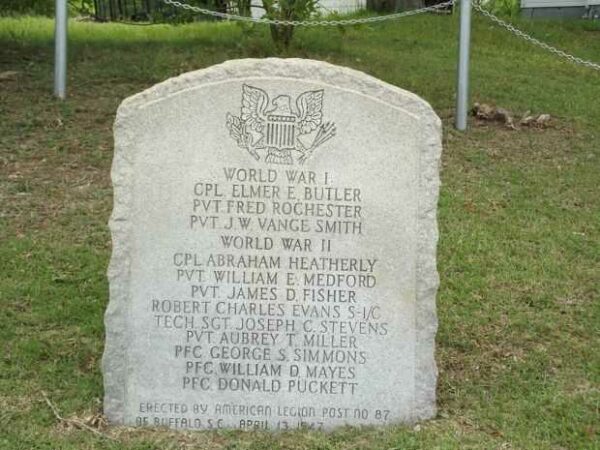 WORLD WAR I
CPL. ELMER E. BUTLER
PVT. FRED ROCHESTER
PVT. J.W. VANCE SMITH
WORLD WAR II
CPL. ABRAHAM HEATHERLY
PVT. WILLIAM E. MEDFORD
PVT. JAMES D. FISHER
ROBERT CHARLES EVANS S-1/C
TECH. SGT. JOSEPH C. STEVENS
PVT. AUBREY T. MILLER
PFC. GEORGE S. SIMMONS
PFC. WILLIAM D. MAYES
PFC. DONALD PUCKETT
ERECTED BY AMERICAN LEGION POST NO 87
OF BUFFALO, S.C. APRIL 13, 1947